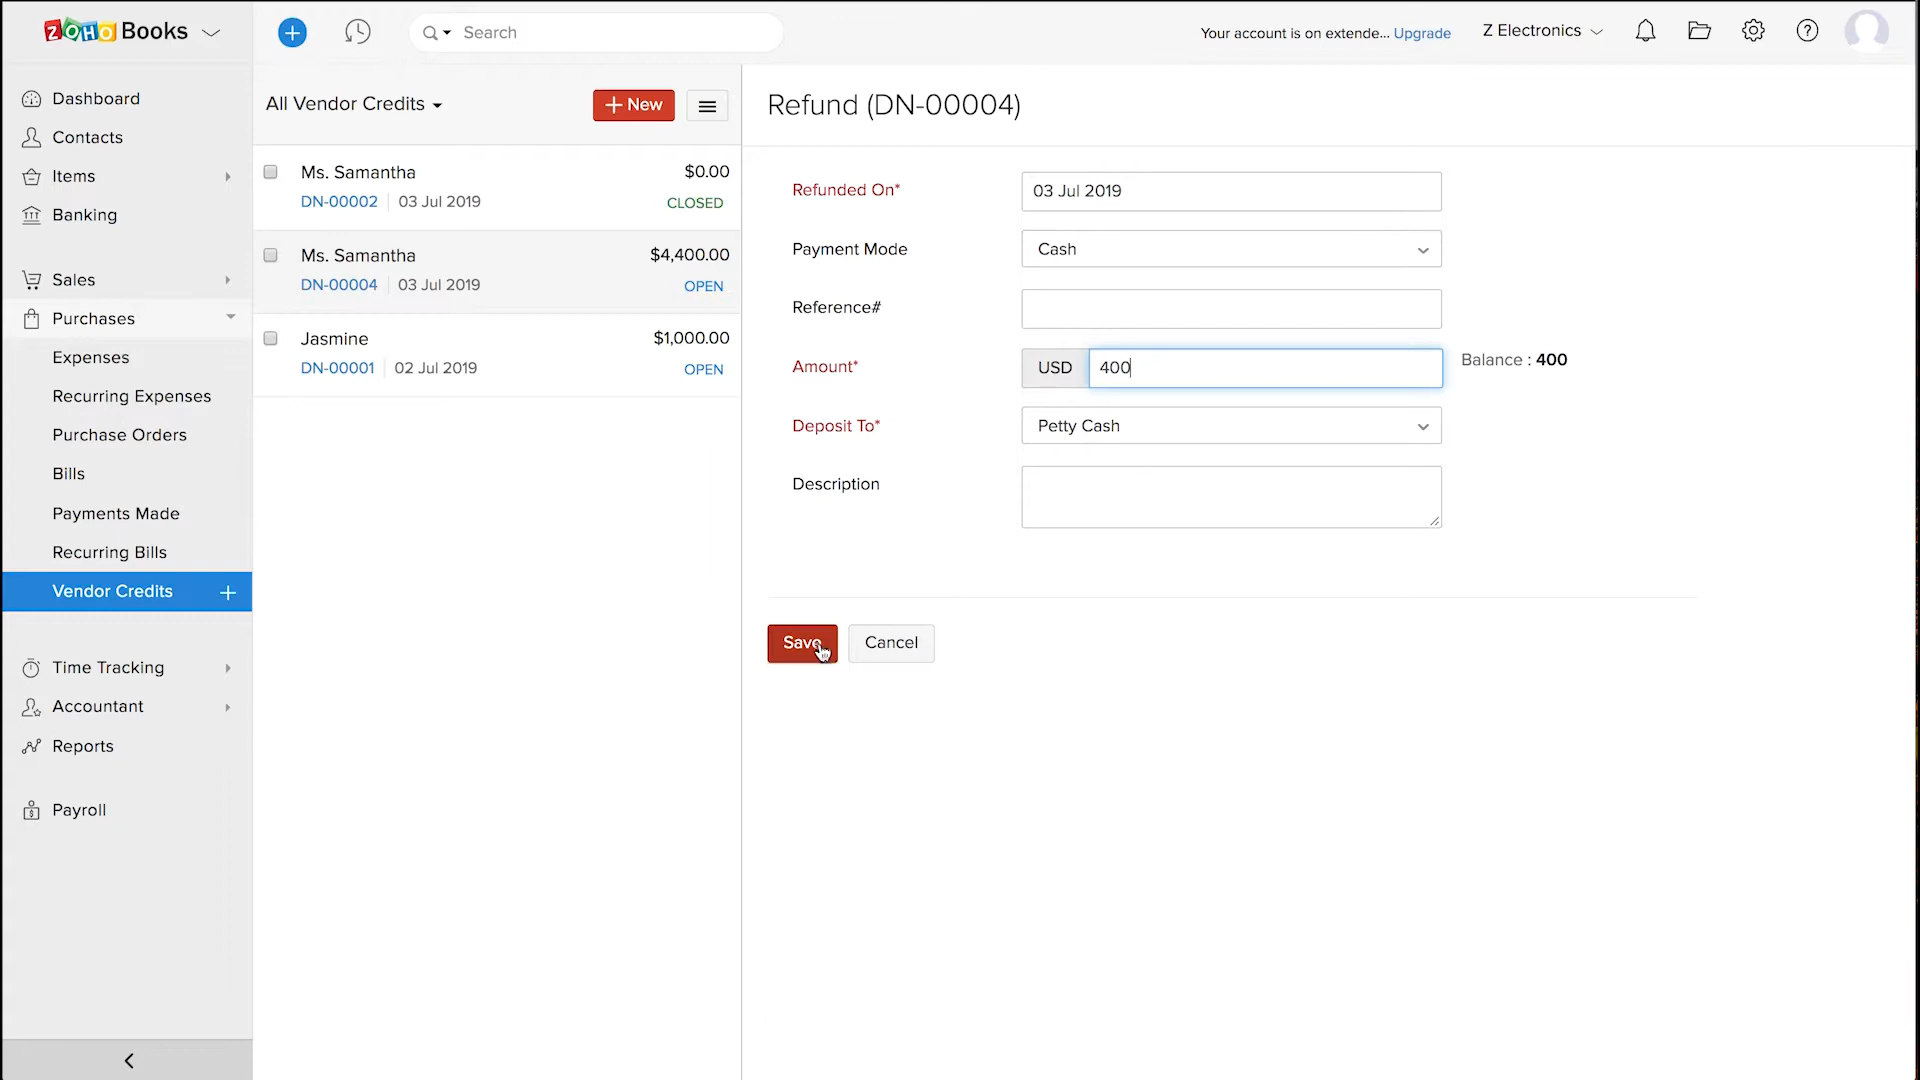 ZOHO Books
Search
Your account is on extende... Upgrade
Z Electronics
Dashboard
Contacts
Items
Banking
Sales
Purchases
Expenses
Recurring Expenses
Purchase Orders
Bills
Payments Made
Recurring Bills
Vendor Credits +
Time Tracking
Accountant
Reports
Payroll
All Vendor Credits
+ New
Ms. Samantha $0.00
DN-00002 03 Jul 2019 CLOSED
Ms. Samantha $4,400.00
DN-00004 03 Jul 2019 OPEN
Jasmine $1,000.00
DN-00001 02 Jul 2019 OPEN
Refund (DN-00004)
Refunded On* 03 Jul 2019
Payment Mode Cash
Reference#
Amount* USD 400 Balance : 400
Deposit To* Petty Cash
Description
Save Cancel